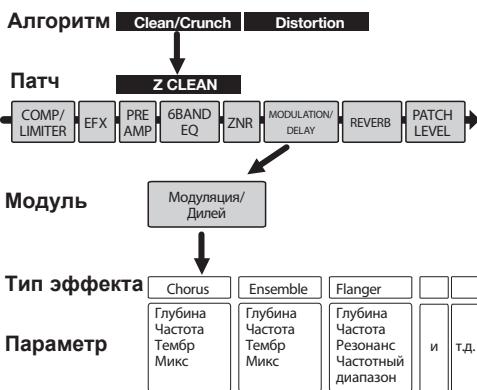 Алгоритм Clean/Crunch Distortion
Патч Z CLEAN
COMP/
LIMITER
EFX
PRE
AMP
6BAND
EQ
ZNR
MODULATION/
DELAY
REVERB
PATCH
LEVEL
Модуль
Модуляция/
Дилей
Тип эффекта Chorus Ensemble Flanger
Параметр
Глубина
Частота
Тембр
Микс
Глубина
Частота
Тембр
Микс
Глубина
Частота
Резонанс
Частотный
диапазон
и
т.д.